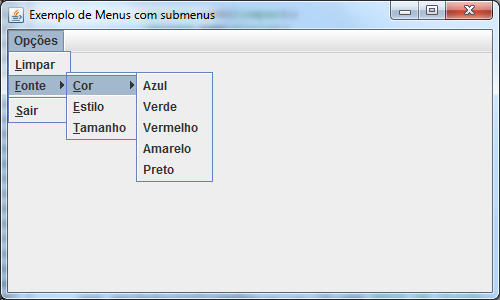 Exemplo de Menus com submenus
Opções
Limpar
Fonte
Sair
Cor
Estilo
Tamanho
Azul
Verde
Vermelho
Amarelo
Preto